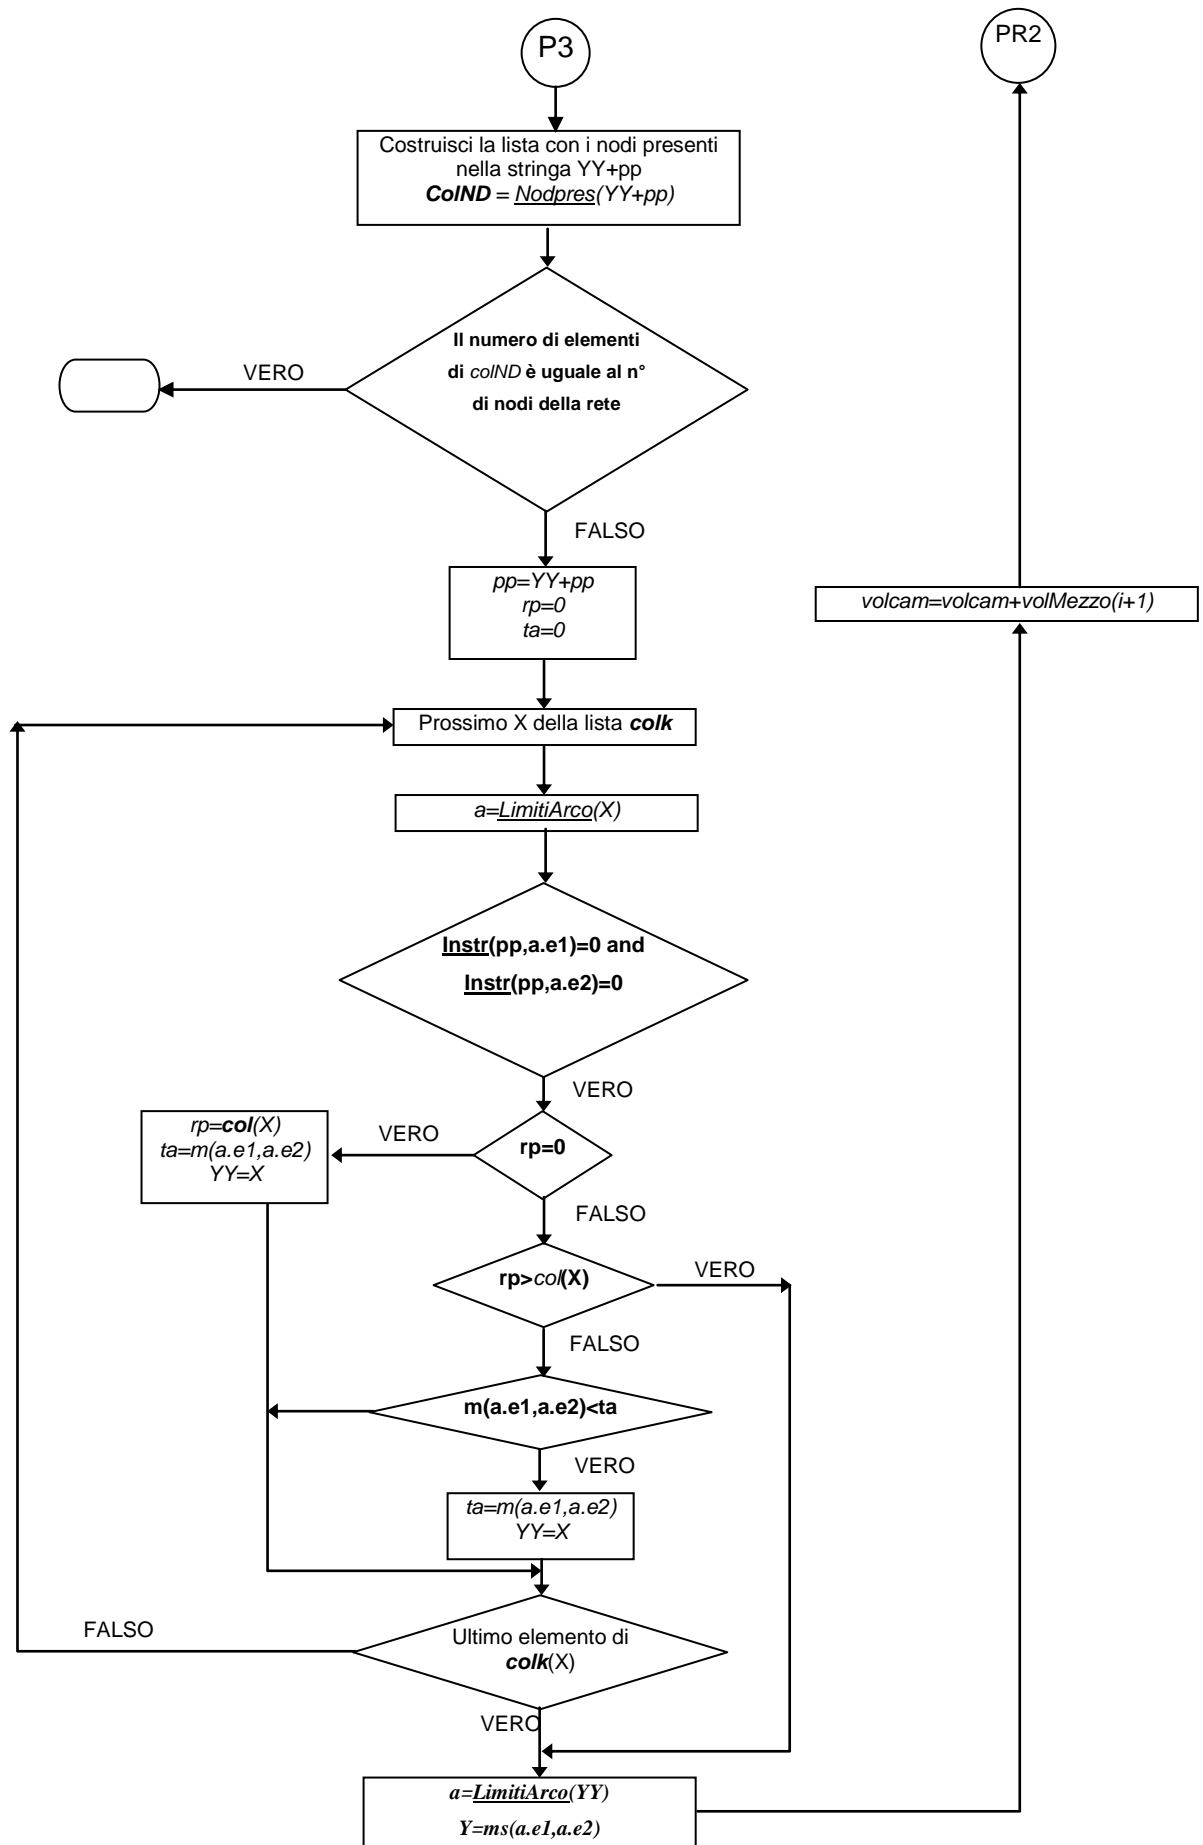 P3
PR2
Costruisci la lista con i nodi presenti
nella stringa YY+pp
ColND = Nodpres(YY+pp)
Il numero di elementi
di colND è uguale al n°
di nodi della rete
VERO
FALSO
pp=YY+pp
rp=0
ta=0
volcam=volcam+volMezzo(i+1)
Prossimo X della lista colk
a=LimitiArco(X)
Instr(pp,a.e1)=0 and
Instr(pp,a.e2)=0
VERO
rp=0
VERO
rp=col(X)
ta=m(a.e1,a.e2)
YY=X
FALSO
rp>col(X)
VERO
FALSO
m(a.e1,a.e2)<ta
VERO
ta=m(a.e1,a.e2)
YY=X
Ultimo elemento di
colk(X)
FALSO
VERO
a=LimitiArco(YY)
Y=ms(a.e1,a.e2)